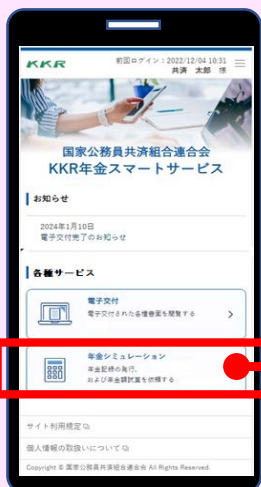 KKR
前回ログイン：2022/12/04 10:31
共済 太郎 様
国家公務員共済組合連合会
KKR年金スマートサービス
お知らせ
2024年1月10日
電子交付完了のお知らせ
各種サービス
電子交付
電子交付された各種書面を閲覧する
年金シミュレーション
年金記録の発行、
および年金額試算を依頼する
サイト利用規定
個人情報の取扱いについて
Copyright © 国家公務員共済組合連合会 All Rights Reserved.